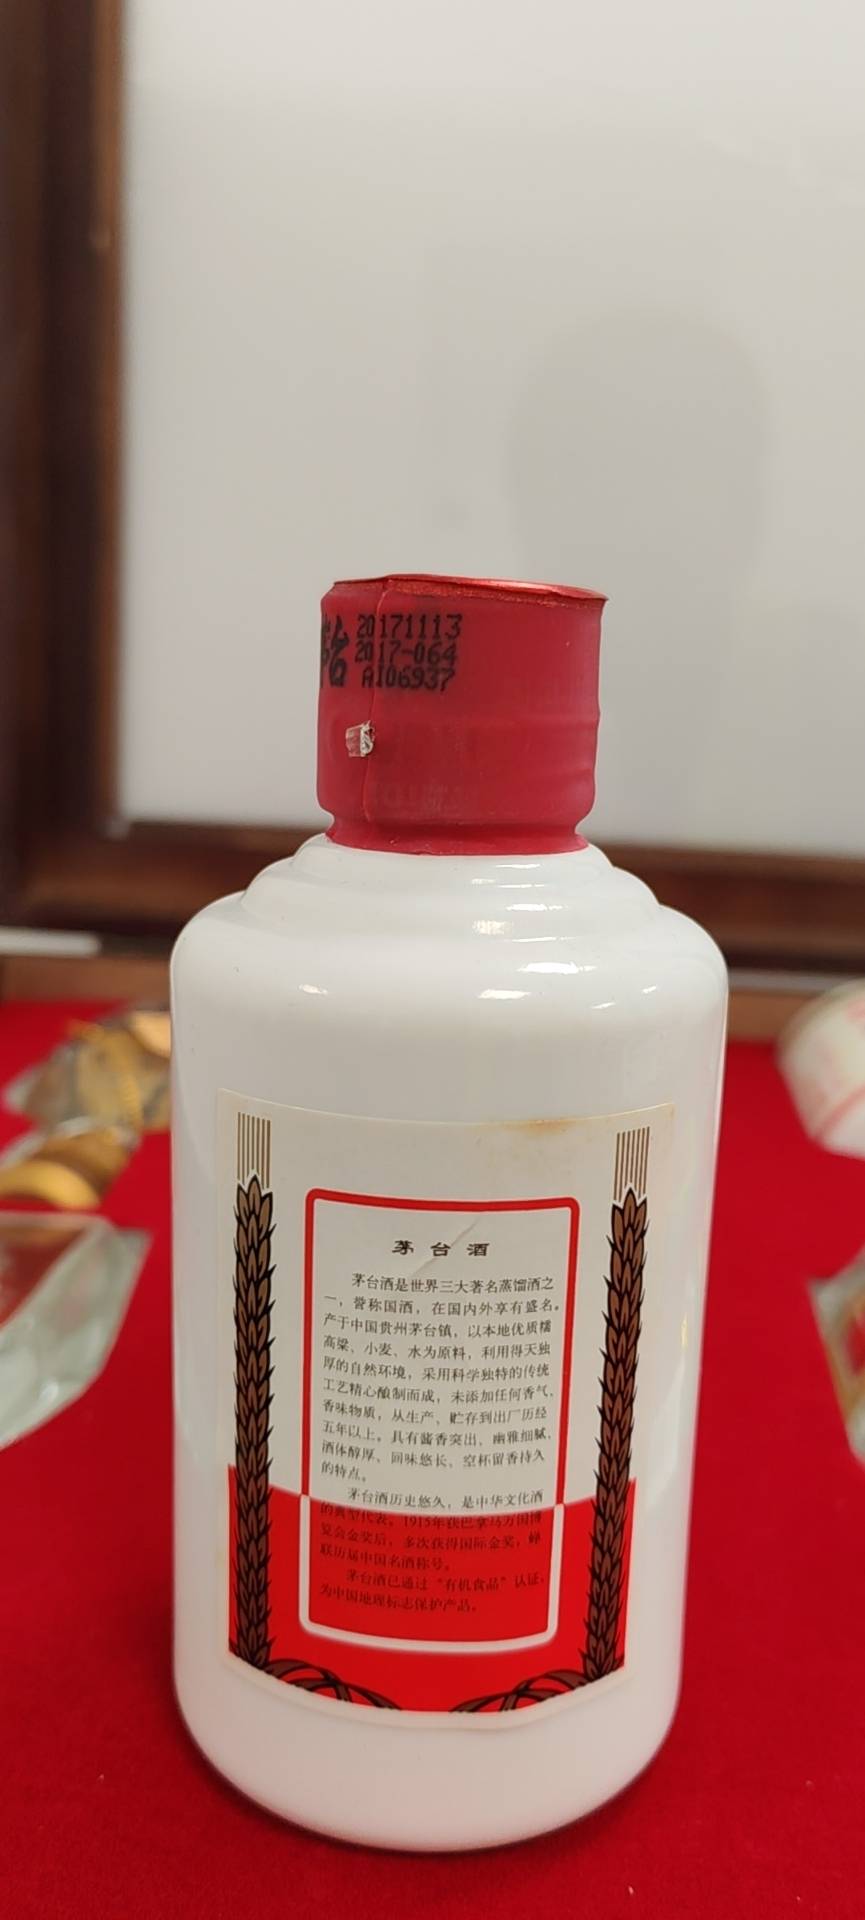 台
20171113
2017-064
A106937
茅台酒
茅台酒是世界三大著名蒸馏酒之
一，誉称国酒，在国内外享有盛名。
产于中国贵州茅台镇，以本地优质糯
高粱、小麦、水为原料，利用得天独
厚的自然环境，采用科学独特的传统
工艺精心酿制而成，未添加任何香气、
香味物质，从生产、贮存到出厂历经
五年以上。具有酱香突出、幽雅细腻、
酒体醇厚、回味悠长、空杯留香持久
的特点。
茅台酒历史悠久，是中华文化酒
的典型代表。1915年获巴拿马万国博
览会金奖后，多次获得国际金奖，蝉
联历届中国名酒称号。
茅台酒已通过“有机食品”认证，
为中国地理标志保护产品。